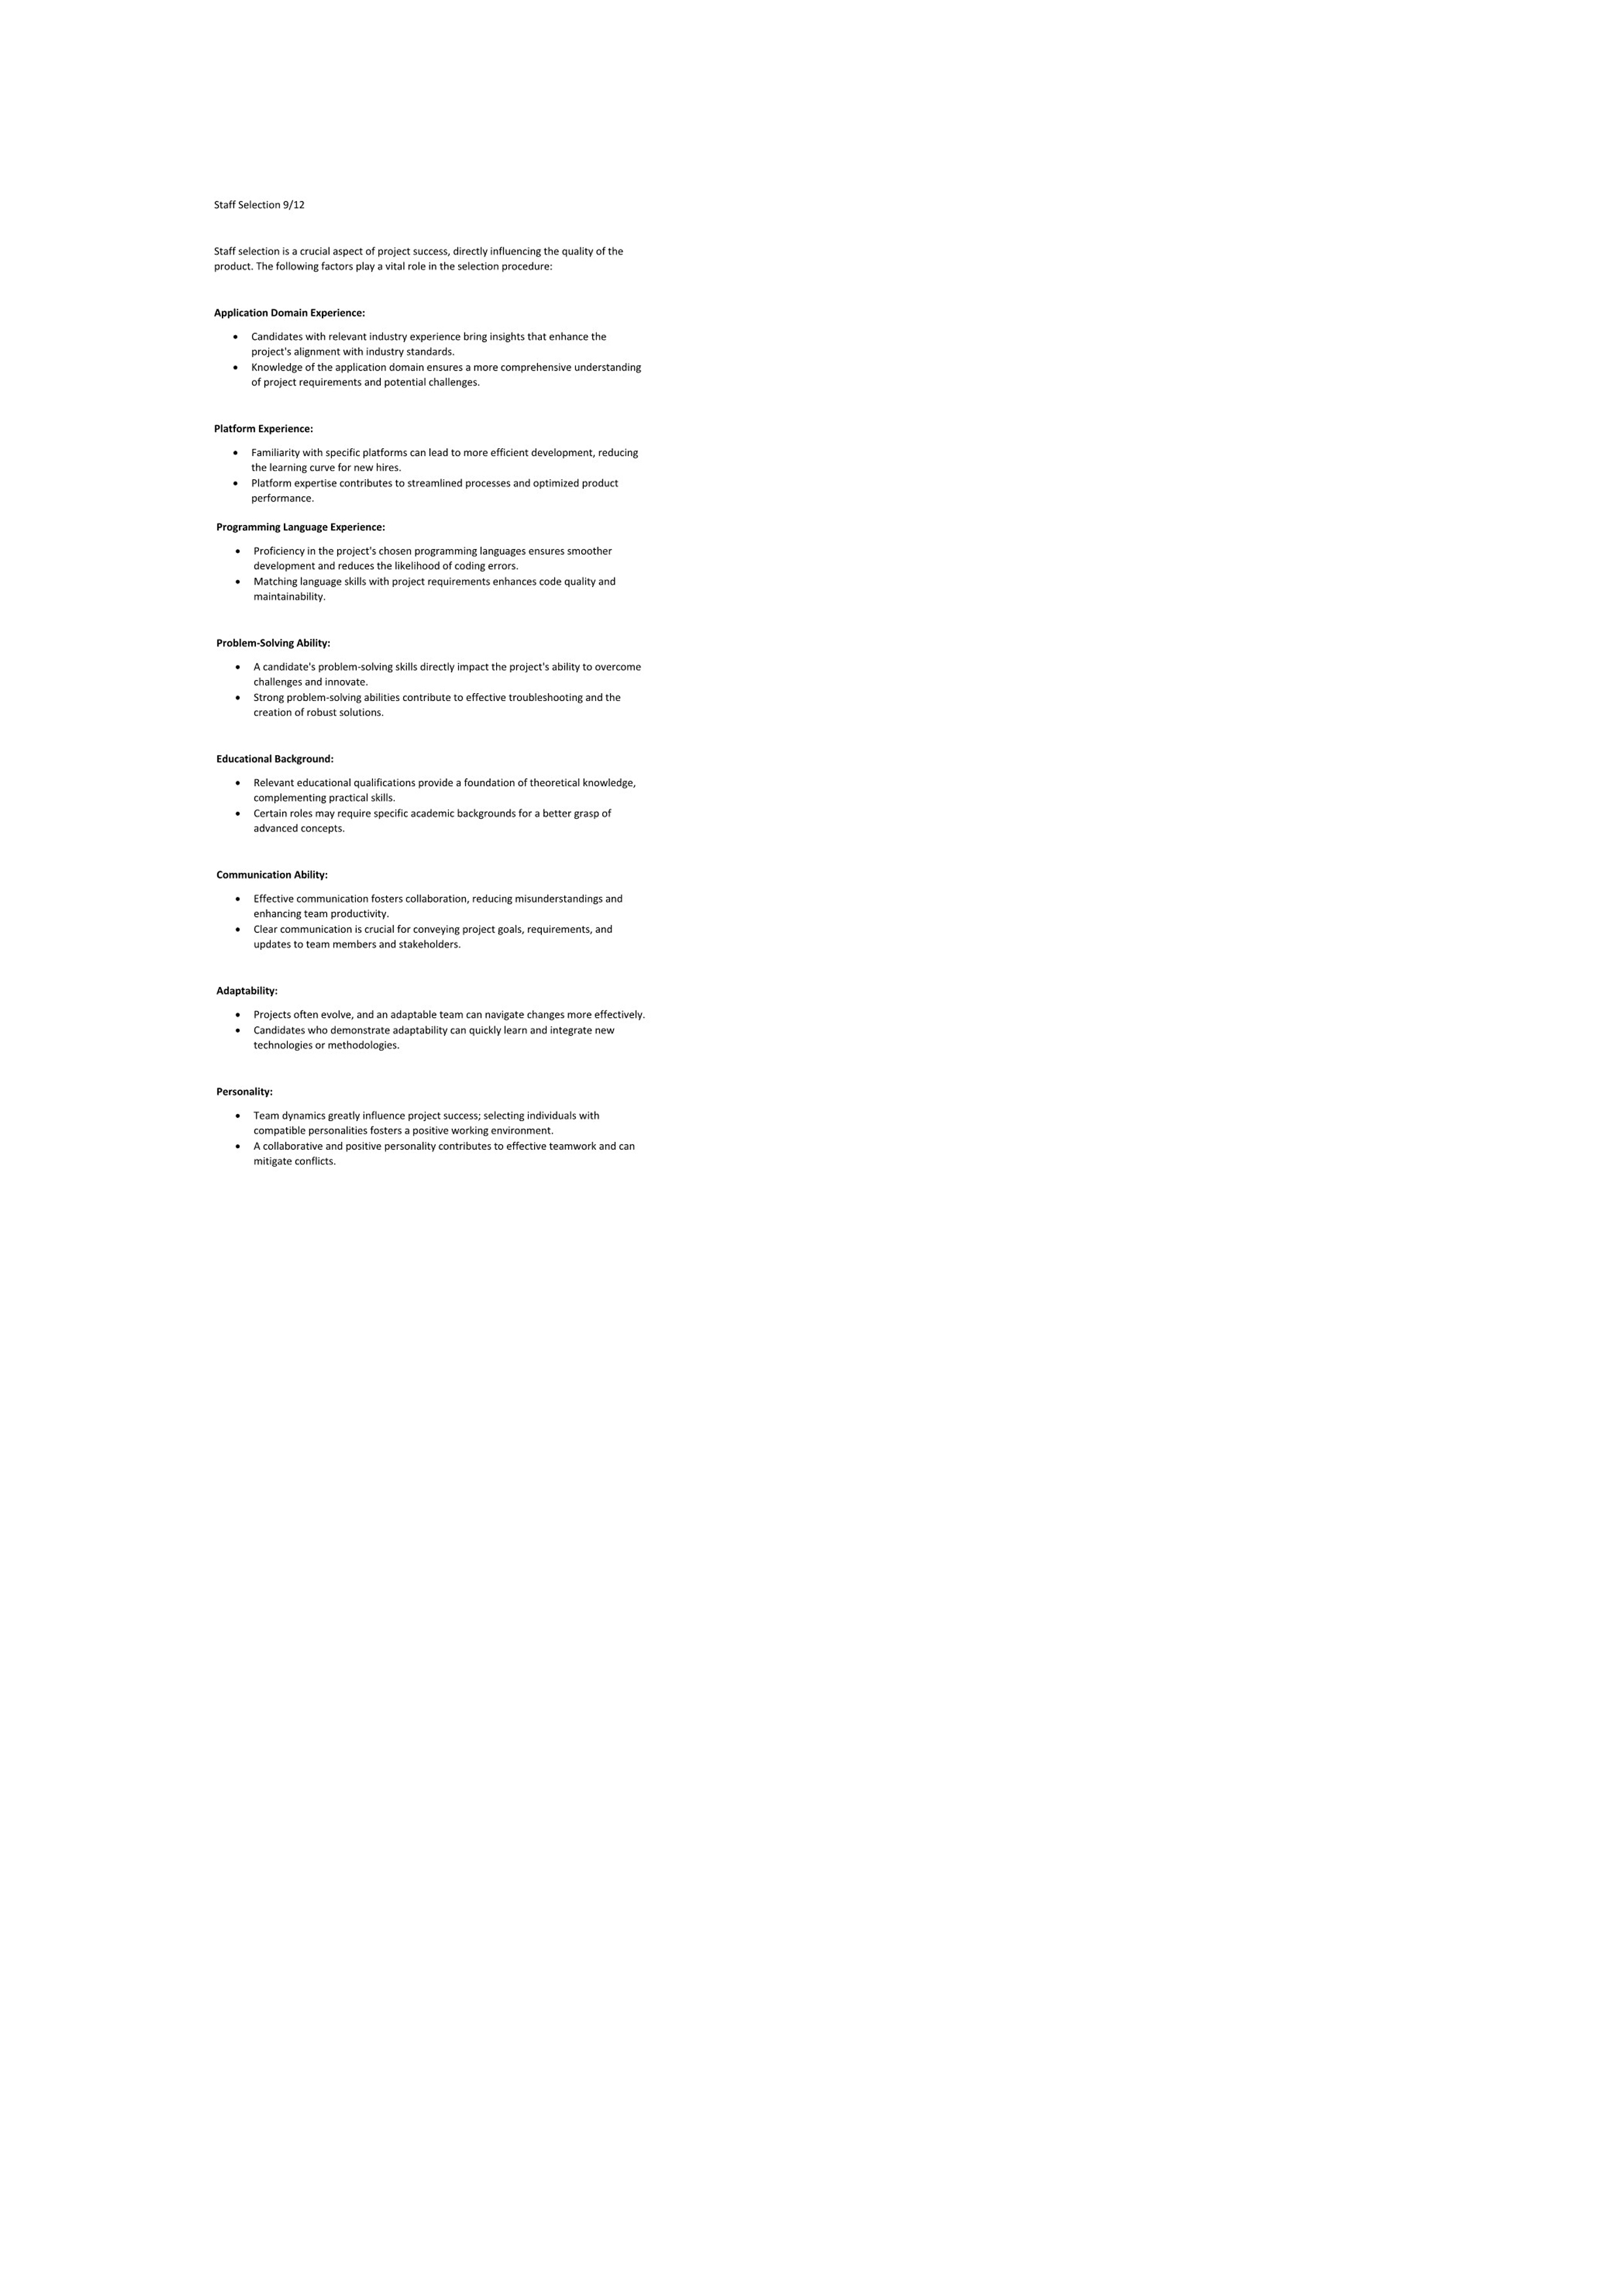 Staff Selection 9/12
Staff selection is a crucial aspect of project success, directly influencing the quality of the
product. The following factors play a vital role in the selection procedure:
Application Domain Experience:
• Candidates with relevant industry experience bring insights that enhance the
project's alignment with industry standards.
• Knowledge of the application domain ensures a more comprehensive understanding
of project requirements and potential challenges.
Platform Experience:
• Familiarity with specific platforms can lead to more efficient development, reducing
the learning curve for new hires.
• Platform expertise contributes to streamlined processes and optimized product
performance.
Programming Language Experience:
• Proficiency in the project's chosen programming languages ensures smoother
development and reduces the likelihood of coding errors.
• Matching language skills with project requirements enhances code quality and
maintainability.
Problem-Solving Ability:
• A candidate's problem-solving skills directly impact the project's ability to overcome
challenges and innovate.
• Strong problem-solving abilities contribute to effective troubleshooting and the
creation of robust solutions.
Educational Background:
• Relevant educational qualifications provide a foundation of theoretical knowledge,
complementing practical skills.
• Certain roles may require specific academic backgrounds for a better grasp of
advanced concepts.
Communication Ability:
• Effective communication fosters collaboration, reducing misunderstandings and
enhancing team productivity.
• Clear communication is crucial for conveying project goals, requirements, and
updates to team members and stakeholders.
Adaptability:
• Projects often evolve, and an adaptable team can navigate changes more effectively.
• Candidates who demonstrate adaptability can quickly learn and integrate new
technologies or methodologies.
Personality:
• Team dynamics greatly influence project success; selecting individuals with
compatible personalities fosters a positive working environment.
• A collaborative and positive personality contributes to effective teamwork and can
mitigate conflicts.